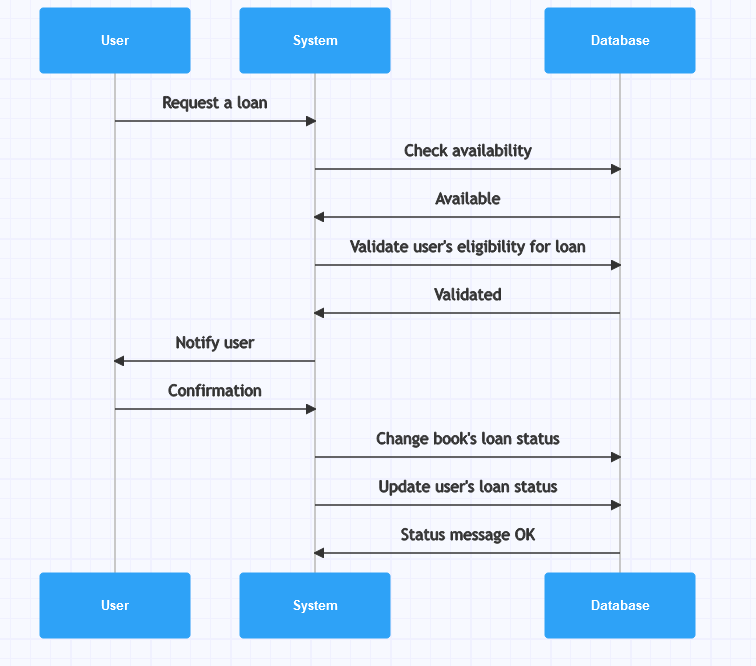 User
System
Database
Request a loan
Check availability
Available
Validate user's eligibility for loan
Validated
Notify user
Confirmation
Change book's loan status
Update user's loan status
Status message OK
User
System
Database